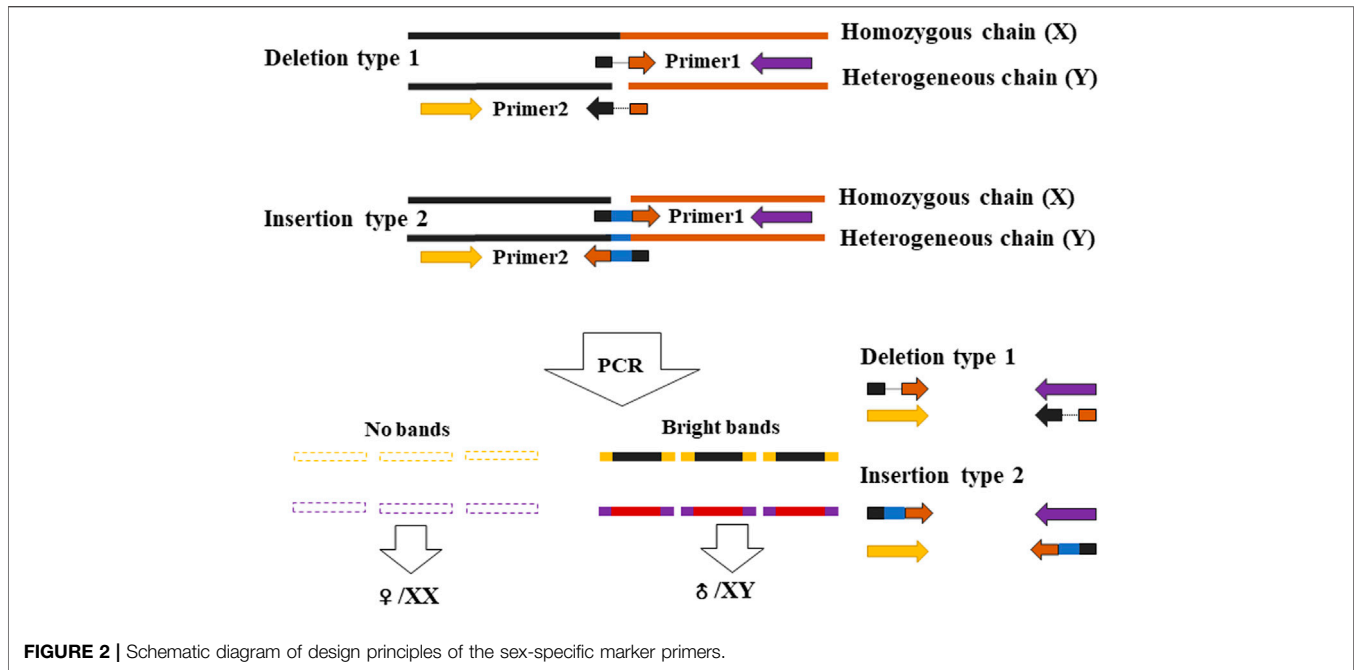 Homozygous chain (X)
Deletion type 1
Primer1
Heterogeneous chain (Y)
Primer2
Homozygous chain (X)
Insertion type 2
Primer1
Heterogeneous chain (Y)
Primer2
PCR
No bands
Bright bands
♀ /XX
♂ /XY
Deletion type 1
Insertion type 2
FIGURE 2 | Schematic diagram of design principles of the sex-specific marker primers.